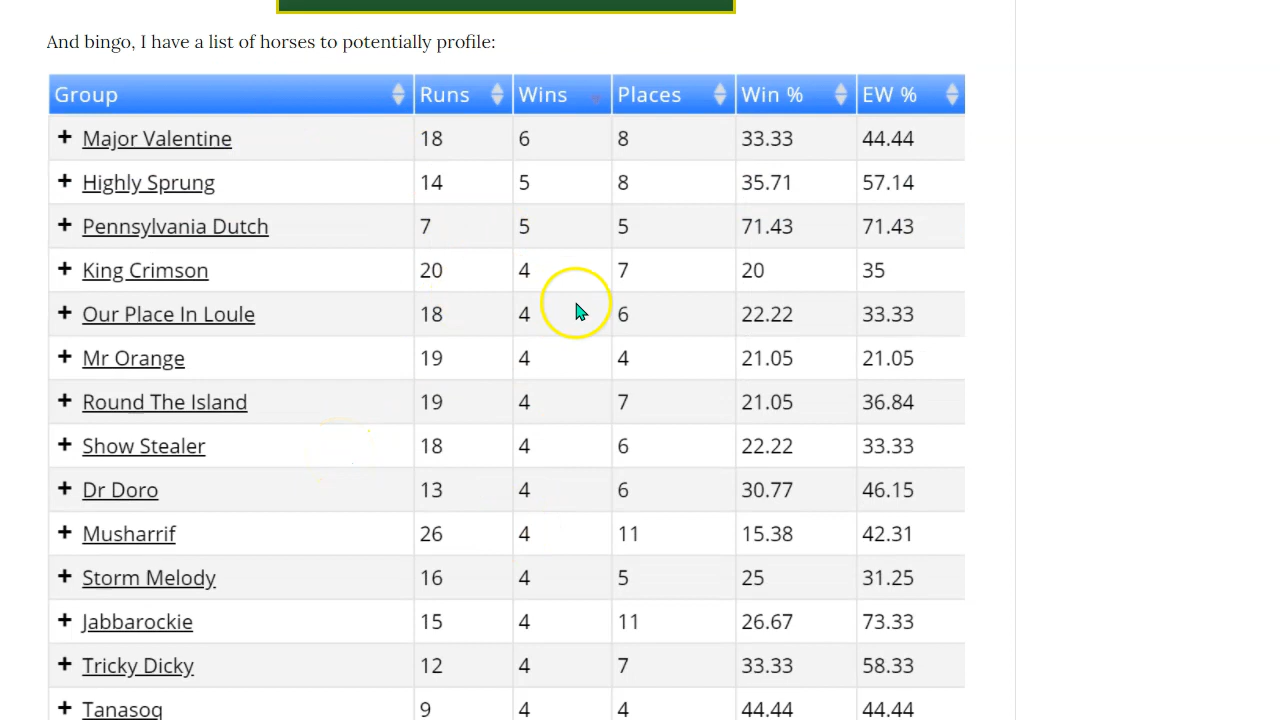 And bingo, I have a list of horses to potentially profile:
Group Runs Wins Places Win % EW %
+ Major Valentine 18 6 8 33.33 44.44
+ Highly Sprung 14 5 8 35.71 57.14
+ Pennsylvania Dutch 7 5 5 71.43 71.43
+ King Crimson 20 4 7 20 35
+ Our Place In Loule 18 4 6 22.22 33.33
+ Mr Orange 19 4 4 21.05 21.05
+ Round The Island 19 4 7 21.05 36.84
+ Show Stealer 18 4 6 22.22 33.33
+ Dr Doro 13 4 6 30.77 46.15
+ Musharrif 26 4 11 15.38 42.31
+ Storm Melody 16 4 5 25 31.25
+ Jabbarockie 15 4 11 26.67 73.33
+ Tricky Dicky 12 4 7 33.33 58.33
+ Tanasoq 9 4 4 44.44 44.44